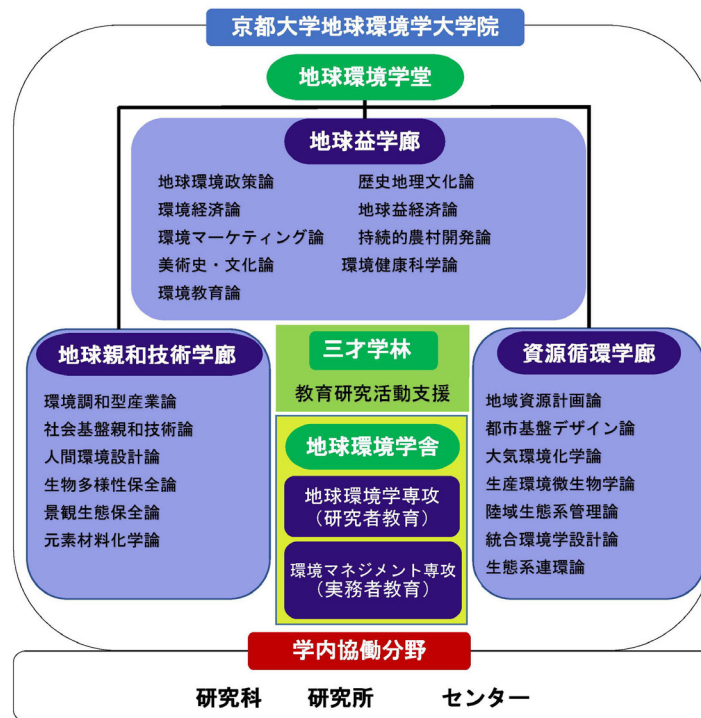 京都大学地球環境学大学院
地球環境学堂
地球益学廊
地球環境政策論
環境経済論
環境マーケティング論
美術史・文化論
環境教育論
歴史地理文化論
地球益経済論
持続的農村開発論
環境健康科学論
地球親和技術学廊
環境調和型産業論
社会基盤親和技術論
人間環境設計論
生物多様性保全論
景観生態保全論
元素材料化学論
三才学林
教育研究活動支援
地球環境学舎
地球環境学専攻
（研究者教育）
環境マネジメント専攻
（実務者教育）
資源循環学廊
地域資源計画論
都市基盤デザイン論
大気環境化学論
生産環境微生物学論
陸域生態系管理論
統合環境学設計論
生態系連環論
学内協働分野
研究科 研究所 センター